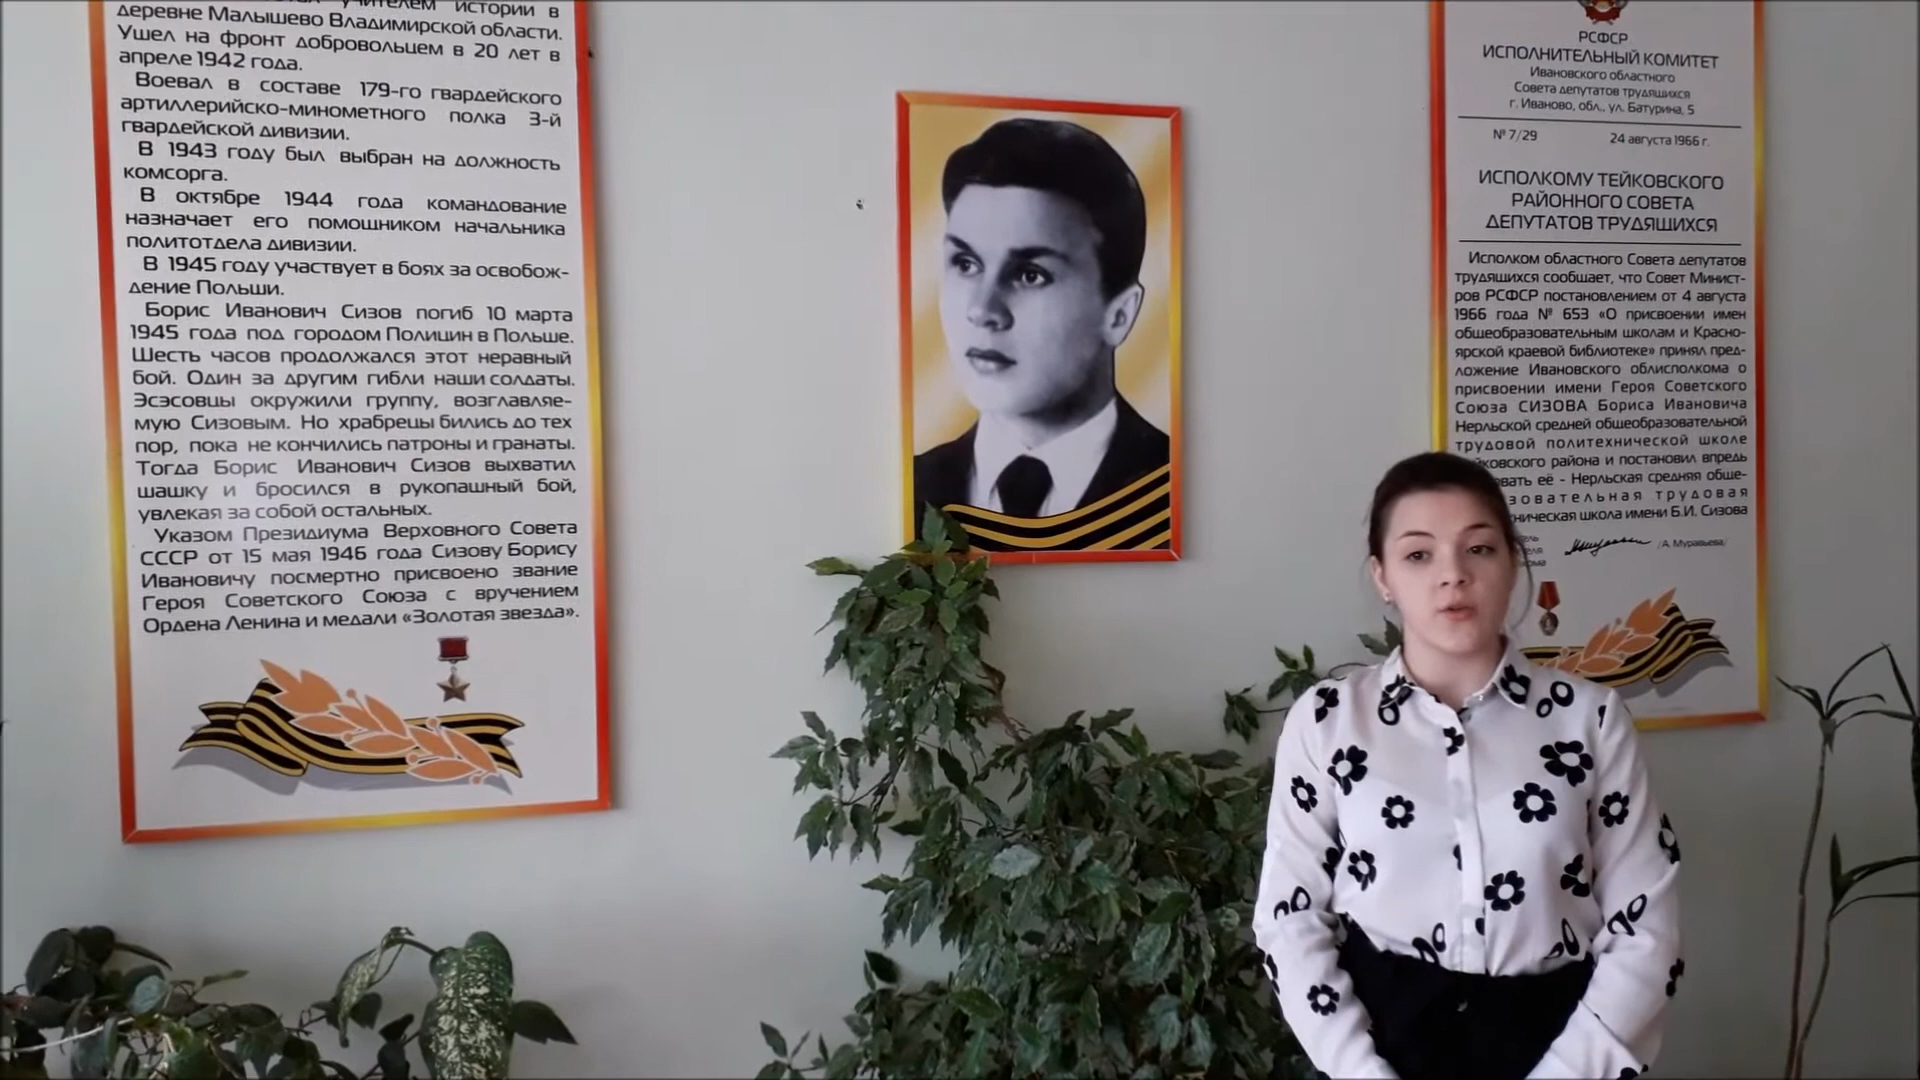 учителем истории в
деревне Малышево Владимирской области.
Ушел на фронт добровольцем в 20 лет в
апреле 1942 года.
Воевал в составе 179-го гвардейского
артиллерийско-минометного полка 3-й
гвардейской дивизии.
В 1943 году был выбран на должность
комсорга.
В октябре 1944 года командование
назначает его помощником начальника
политотдела дивизии.
В 1945 году участвует в боях за освобож-
дение Польши.
Борис Иванович Сизов погиб 10 марта
1945 года под городом Полицин в Польше.
Шесть часов продолжался этот неравный
бой. Один за другим гибли наши солдаты.
Эсэсовцы окружили группу, возглавляе-
мую Сизовым. Но храбрецы бились до тех
пор, пока не кончились патроны и гранаты.
Тогда Борис Иванович Сизов выхватил
шашку и бросился в рукопашный бой,
увлекая за собой остальных.
Указом Президиума Верховного Совета
СССР от 15 мая 1946 года Сизову Борису
Ивановичу посмертно присвоено звание
Героя Советского Союза с вручением
Ордена Ленина и медали «Золотая звезда».
РСФСР
ИСПОЛНИТЕЛЬНЫЙ КОМИТЕТ
Ивановского областного
Совета депутатов трудящихся
г. Иваново, обл., ул. Батурина, 5
№ 7/29 24 августа 1966 г.
ИСПОЛКОМУ ТЕЙКОВСКОГО
РАЙОННОГО СОВЕТА
ДЕПУТАТОВ ТРУДЯЩИХСЯ
Исполком областного Совета депутатов
трудящихся сообщает, что Совет Минист-
ров РСФСР постановлением от 4 августа
1966 года № 653 «О присвоении имен
общеобразовательным школам и Красно-
ярской краевой библиотеке» принял пред-
ложение Ивановского облисполкома о
присвоении имени Героя Советского
Союза СИЗОВА Бориса Ивановича
Нерльской средней общеобразовательной
трудовой политехнической школе
йковского района и постановил впредь
вать её - Нерльская средняя обще-
зовательная трудовая
ническая школа имени Б.И. Сизова
/А. Муравьева/